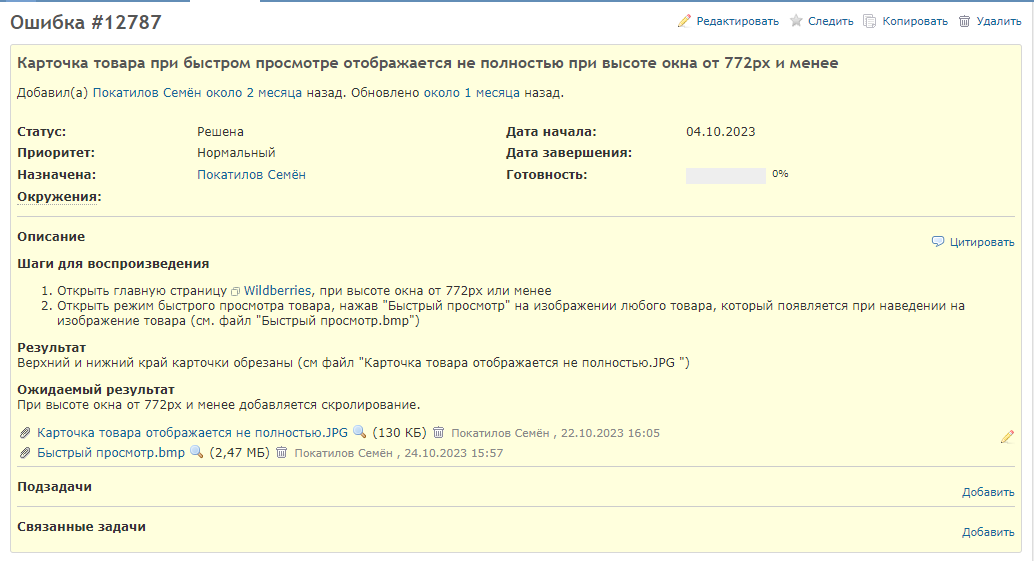 Ошибка #12787
Редактировать Следить Копировать Удалить
Карточка товара при быстром просмотре отображается не полностью при высоте окна от 772px и менее
Добавил(а) Покатилов Семён около 2 месяца назад. Обновлено около 1 месяца назад.
Статус: Решена Дата начала: 04.10.2023
Приоритет: Нормальный Дата завершения:
Назначена: Покатилов Семён Готовность: 0%
Окружения:
Описание
Цитировать
Шаги для воспроизведения
1. Открыть главную страницу Wildberries, при высоте окна от 772px или менее
2. Открыть режим быстрого просмотра товара, нажав "Быстрый просмотр" на изображении любого товара, который появляется при наведении на
изображение товара (см. файл "Быстрый просмотр.bmp")
Результат
Верхний и нижний край карточки обрезаны (см файл "Карточка товара отображается не полностью.JPG ")
Ожидаемый результат
При высоте окна от 772px и менее добавляется скролирование.
Карточка товара отображается не полностью.JPG (130 КБ) Покатилов Семён , 22.10.2023 16:05
Быстрый просмотр.bmp (2,47 МБ) Покатилов Семён , 24.10.2023 15:57
Подзадачи
Добавить
Связанные задачи
Добавить